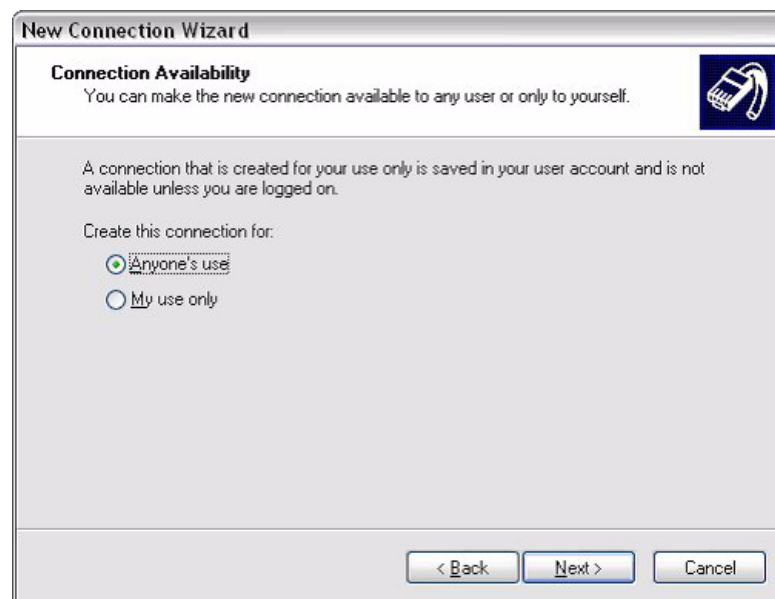 New Connection Wizard
Connection Availability
You can make the new connection available to any user or only to yourself.
A connection that is created for your use only is saved in your user account and is not
available unless you are logged on.
Create this connection for:
Anyone's use
My use only
< Back
Next >
Cancel